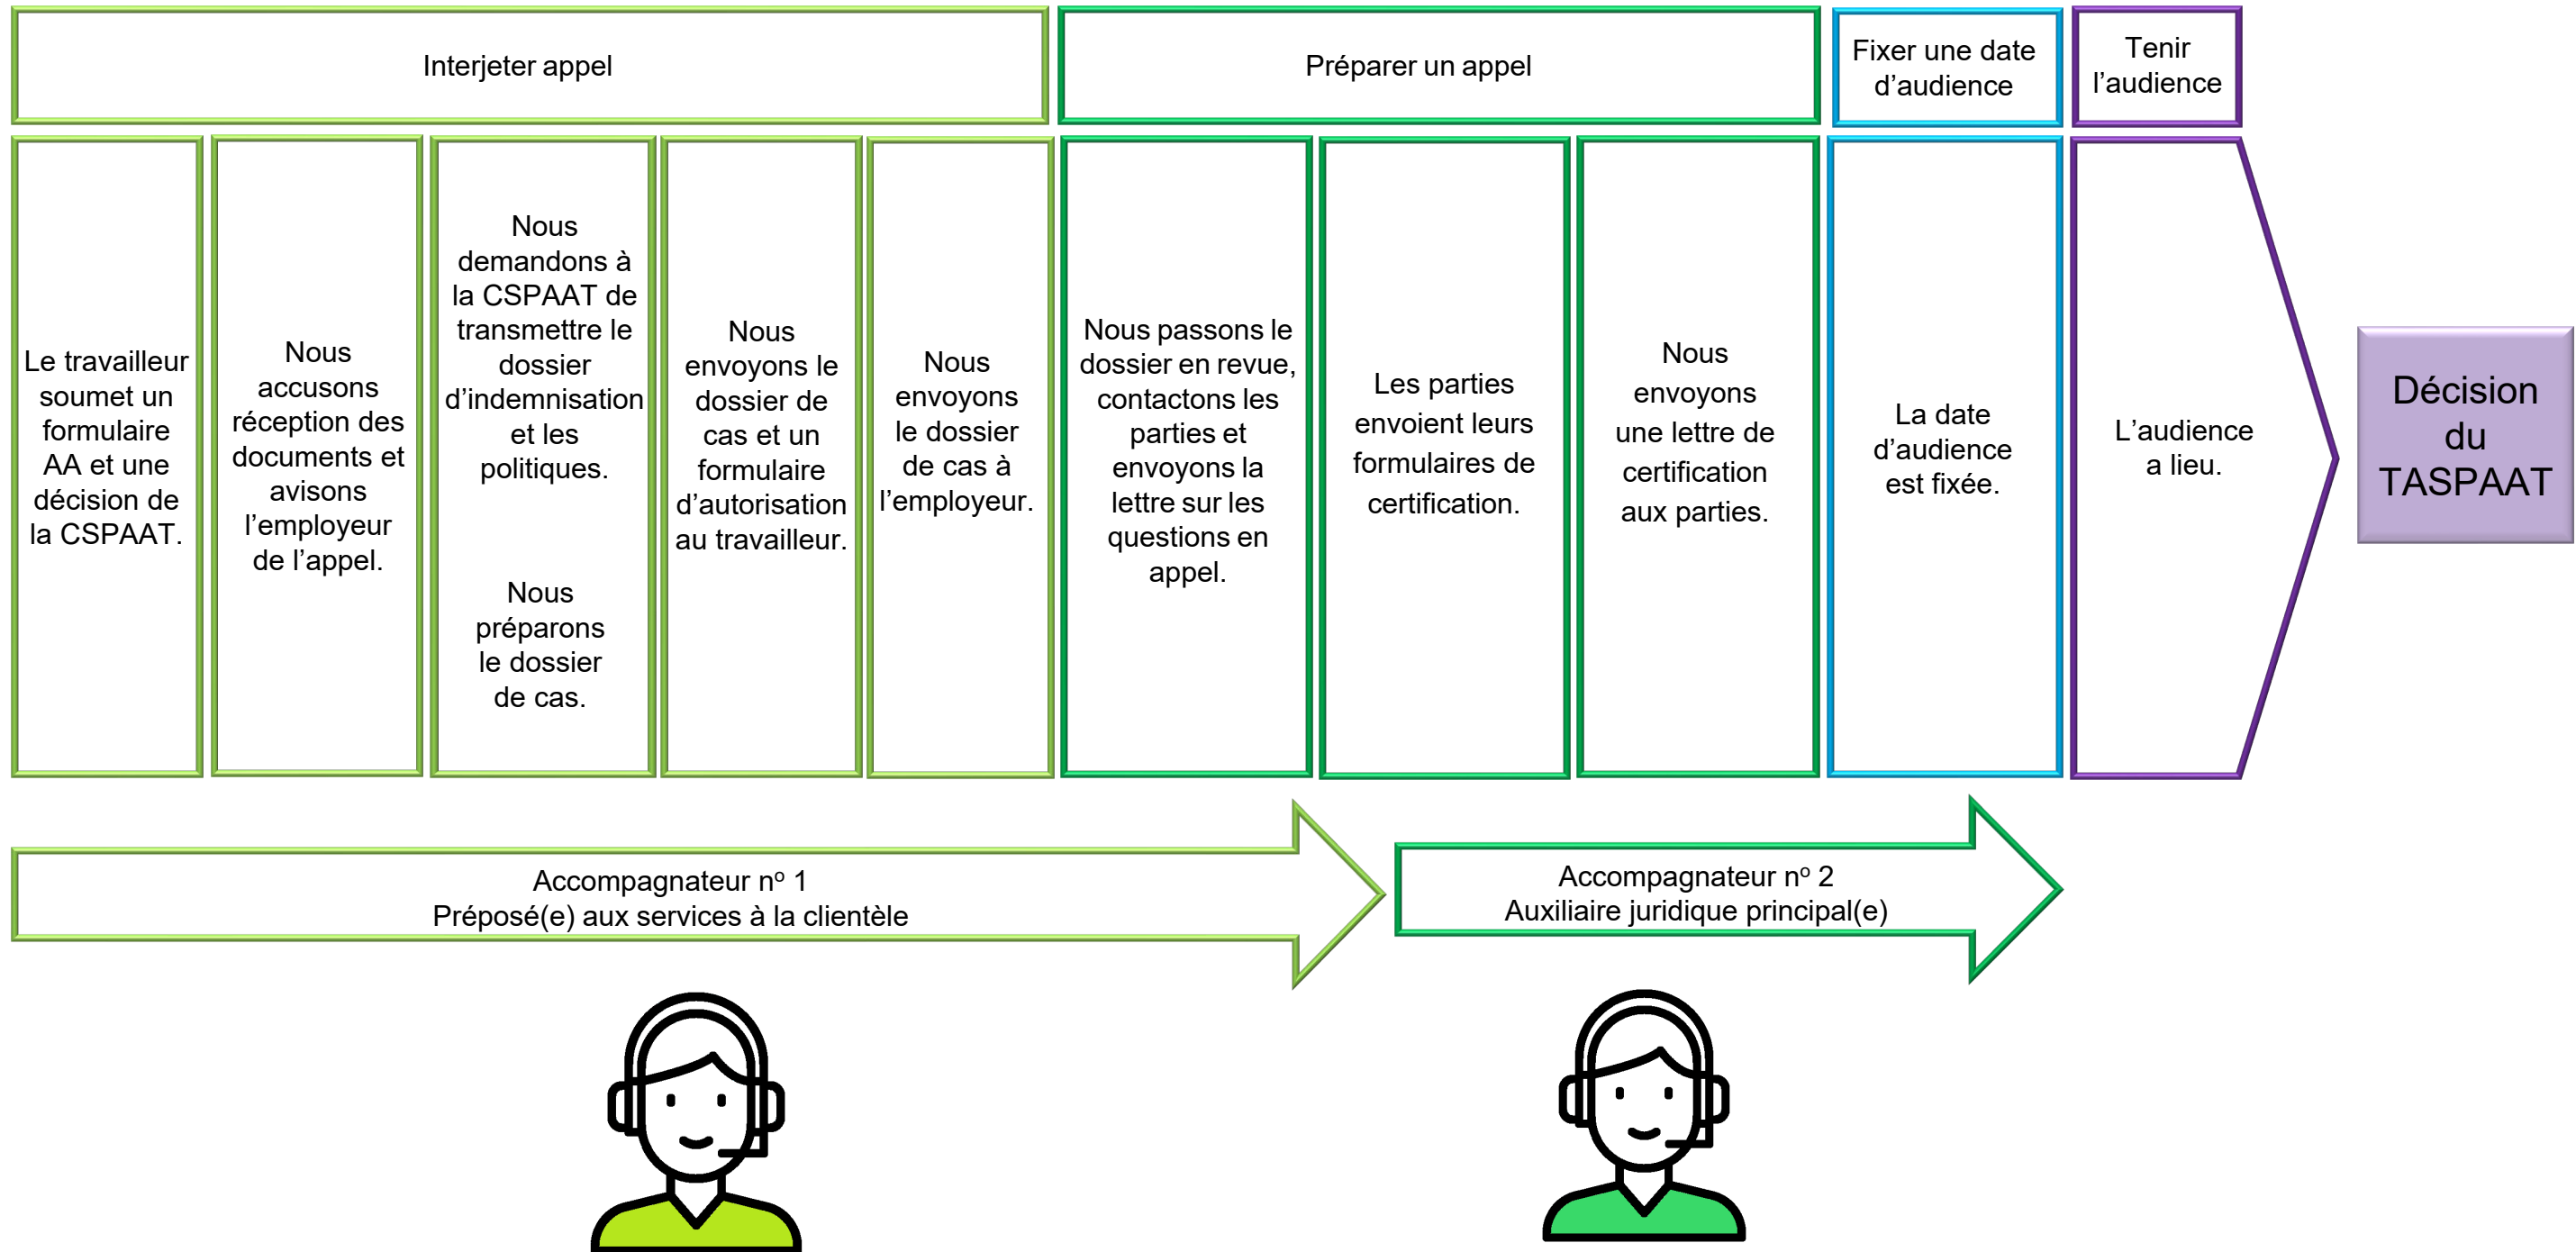 Interjeter appel
Préparer un appel
Fixer une date
d’audience
Tenir
l’audience
Le travailleur
soumet un
formulaire
AA et une
décision de
la CSPAAT.
Nous
accusons
réception des
documents et
avisons
l’employeur
de l’appel.
Nous
demandons à
la CSPAAT de
transmettre le
dossier
d’indemnisation
et les
politiques.
Nous
préparons
le dossier
de cas.
Nous
envoyons le
dossier de
cas et un
formulaire
d’autorisation
au travailleur.
Nous
envoyons
le dossier
de cas à
l’employeur.
Nous passons le
dossier en revue,
contactons les
parties et
envoyons la
lettre sur les
questions en
appel.
Les parties
envoient leurs
formulaires de
certification.
Nous
envoyons
une lettre de
certification
aux parties.
La date
d’audience
est fixée.
L’audience
a lieu.
Décision
du
TASPAAT
Accompagnateur nº 1
Préposé(e) aux services à la clientèle
Accompagnateur nº 2
Auxiliaire juridique principal(e)